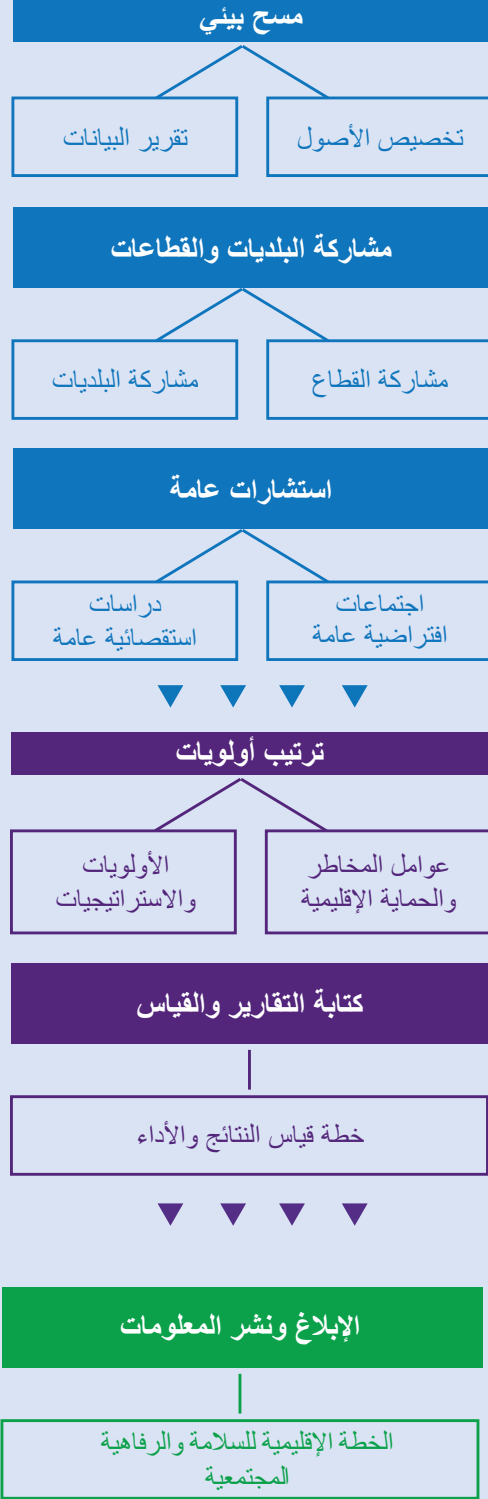 مسح بيئي
تخصيص الأصول
تقرير البيانات
مشاركة البلديات والقطاعات
مشاركة القطاع
مشاركة البلديات
استشارات عامة
اجتماعات
افتراضية عامة
دراسات
استقصائية عامة
ترتيب أولويات
عوامل المخاطر
والحماية الإقليمية
الأولويات
والاستراتيجيات
كتابة التقارير والقياس
خطة قياس النتائج والأداء
الإبلاغ ونشر المعلومات
الخطة الإقليمية للسلامة والرفاهية
المجتمعية